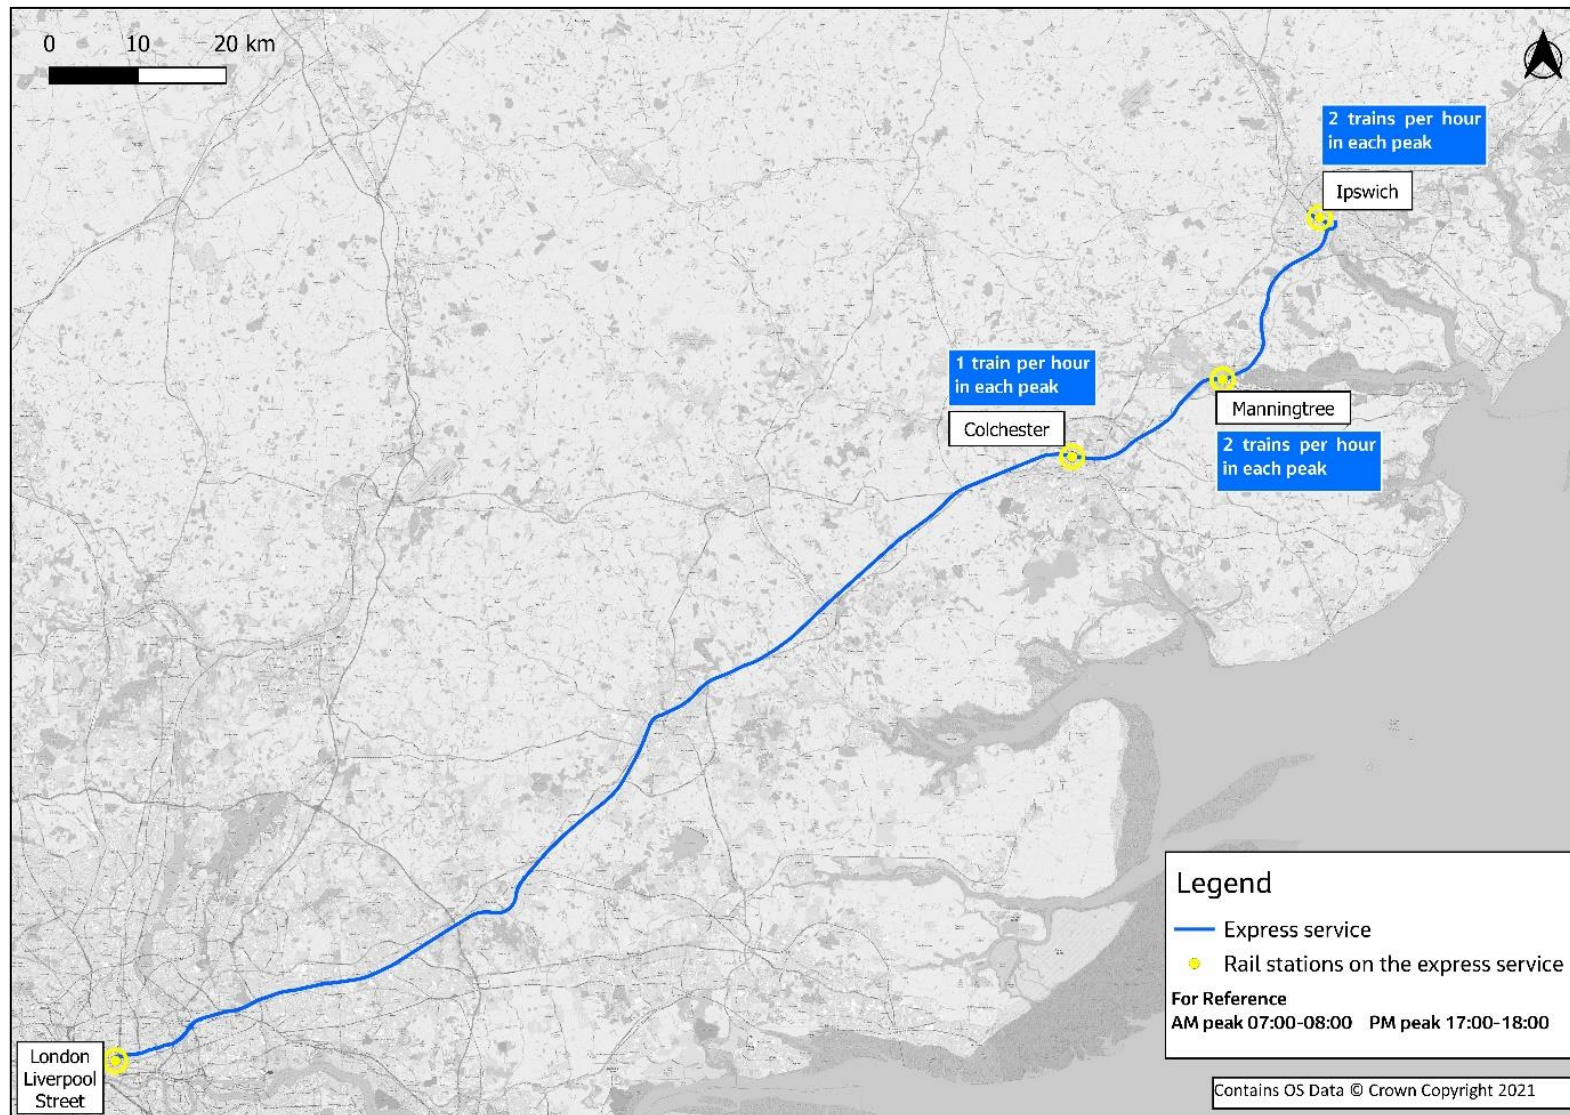 0 10 20 km
2 trains per hour
in each peak
Ipswich
1 train per hour
in each peak
Colchester
Manningtree
2 trains per hour
in each peak
Legend
Express service
Rail stations on the express service
For Reference
AM peak 07:00-08:00 PM peak 17:00-18:00
London
Liverpool
Street
Contains OS Data © Crown Copyright 2021